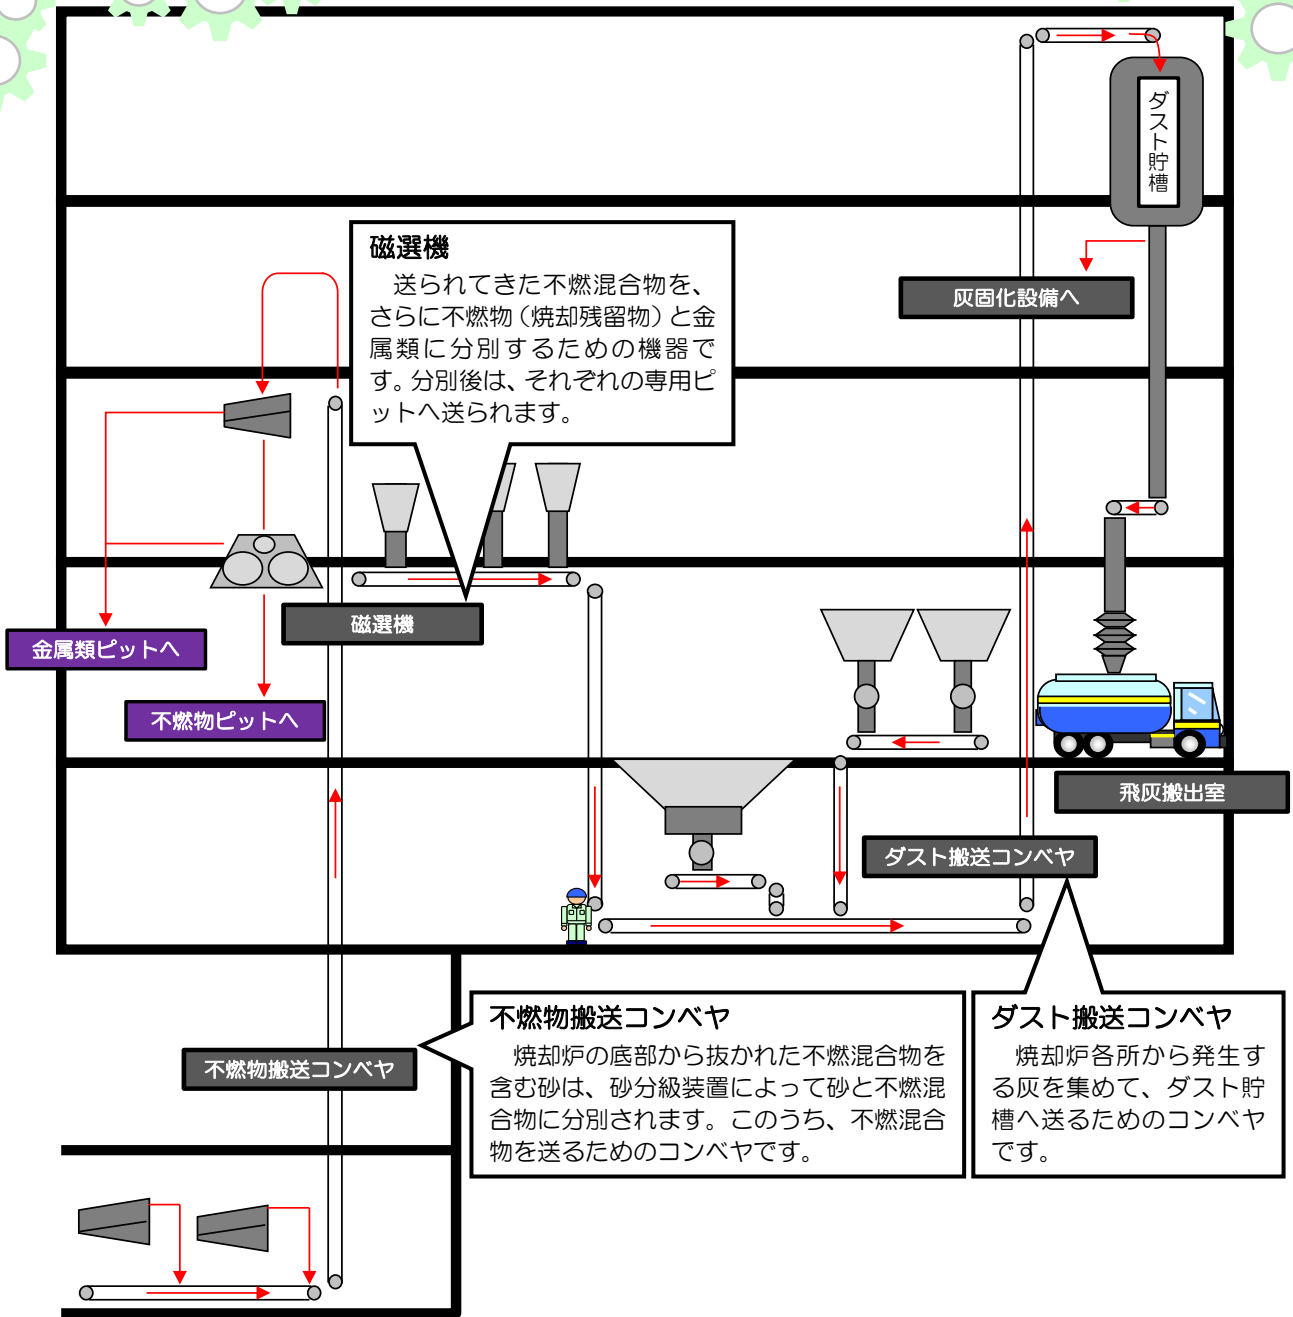 ダスト貯槽
磁選機
送られてきた不燃混合物を、
さらに不燃物（焼却残留物）と金
属類に分別するための機器で
す。分別後は、それぞれの専用ピ
ットへ送られます。
灰固化設備へ
磁選機
金属類ピットへ
不燃物ピットへ
飛灰搬出室
ダスト搬送コンベヤ
不燃物搬送コンベヤ
不燃物搬送コンベヤ
焼却炉の底部から抜かれた不燃混合物を
含む砂は、砂分級装置によって砂と不燃混
合物に分別されます。このうち、不燃混合
物を送るためのコンベヤです。
ダスト搬送コンベヤ
焼却炉各所から発生す
る灰を集めて、ダスト貯
槽へ送るためのコンベヤ
です。